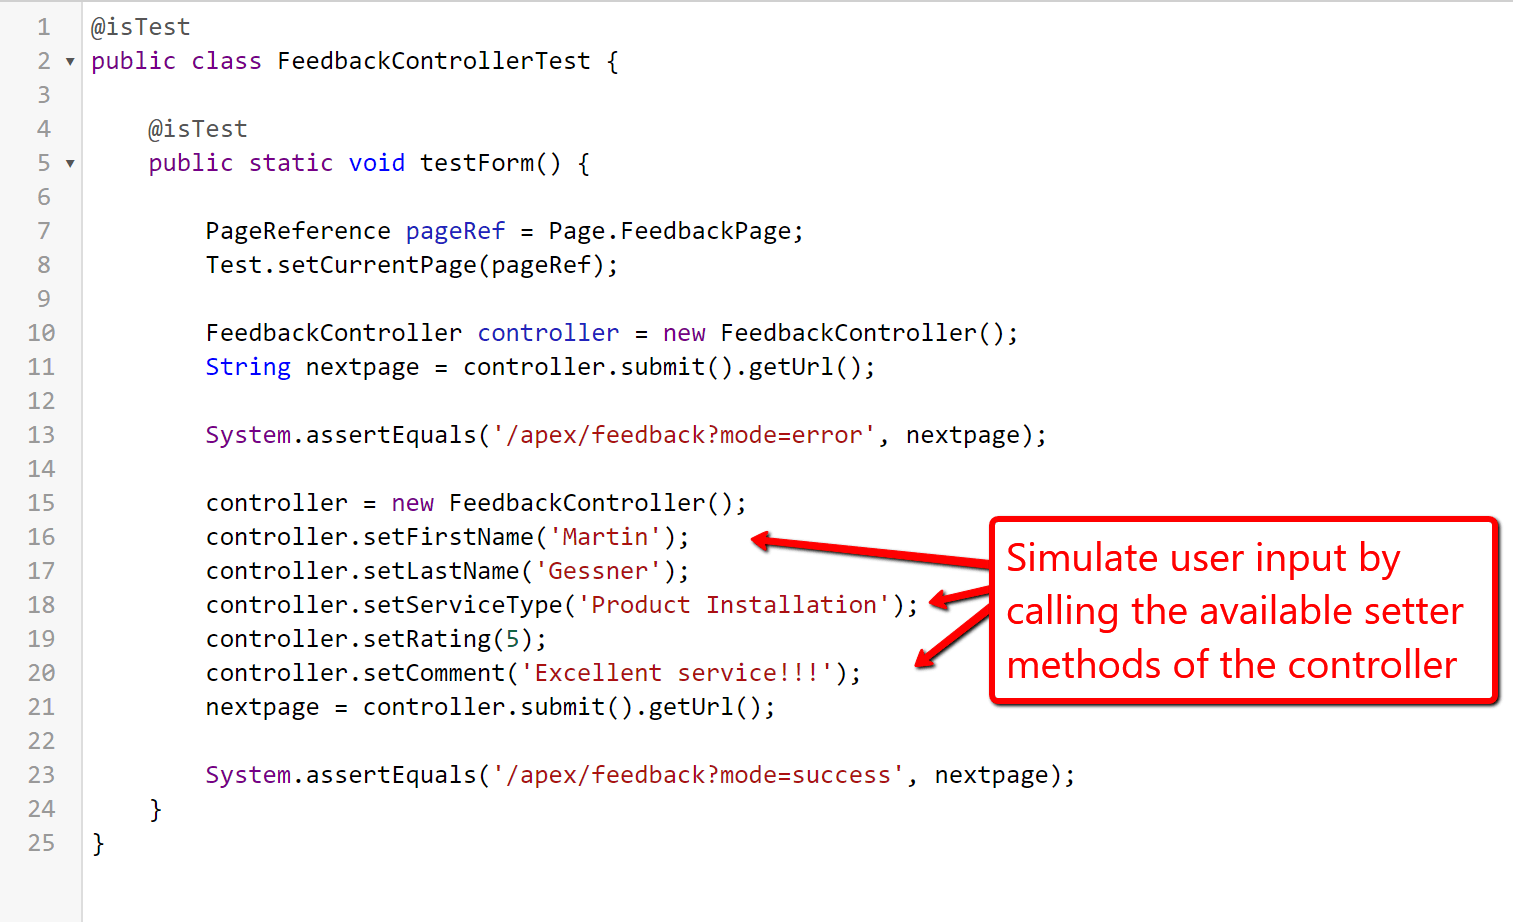 1 @isTest
2 ▼ public class FeedbackControllerTest {
3
4 @isTest
5 ▼ public static void testForm() {
6
7 PageReference pageRef = Page.FeedbackPage;
8 Test.setCurrentPage(pageRef);
9
10 FeedbackController controller = new FeedbackController();
11 String nextpage = controller.submit().getUrl();
12
13 System.assertEquals('/apex/feedback?mode=error', nextpage);
14
15 controller = new FeedbackController();
16 controller.setFirstName('Martin');
17 controller.setLastName('Gessner');
18 controller.setServiceType('Product Installation');
19 controller.setRating(5);
20 controller.setComment('Excellent service!!!');
21 nextpage = controller.submit().getUrl();
22
23 System.assertEquals('/apex/feedback?mode=success', nextpage);
24 }
25 }
Simulate user input by
calling the available setter
methods of the controller